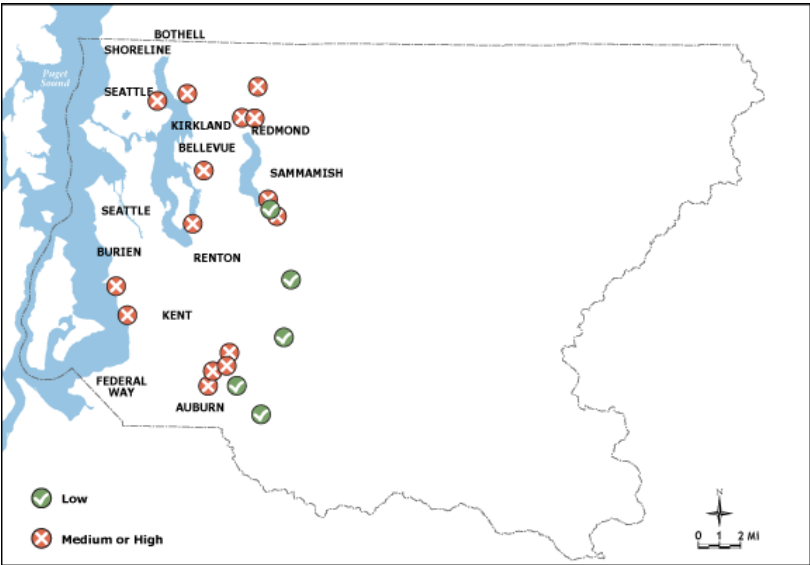 BOTHELL
SHORELINE
Puget
Sound
SEATTLE
KIRKLAND
REDMOND
BELLEVUE
SAMMAMISH
SEATTLE
BURIEN
RENTON
KENT
FEDERAL
WAY
AUBURN
Low
Medium or High
N
0 1 2 Mi